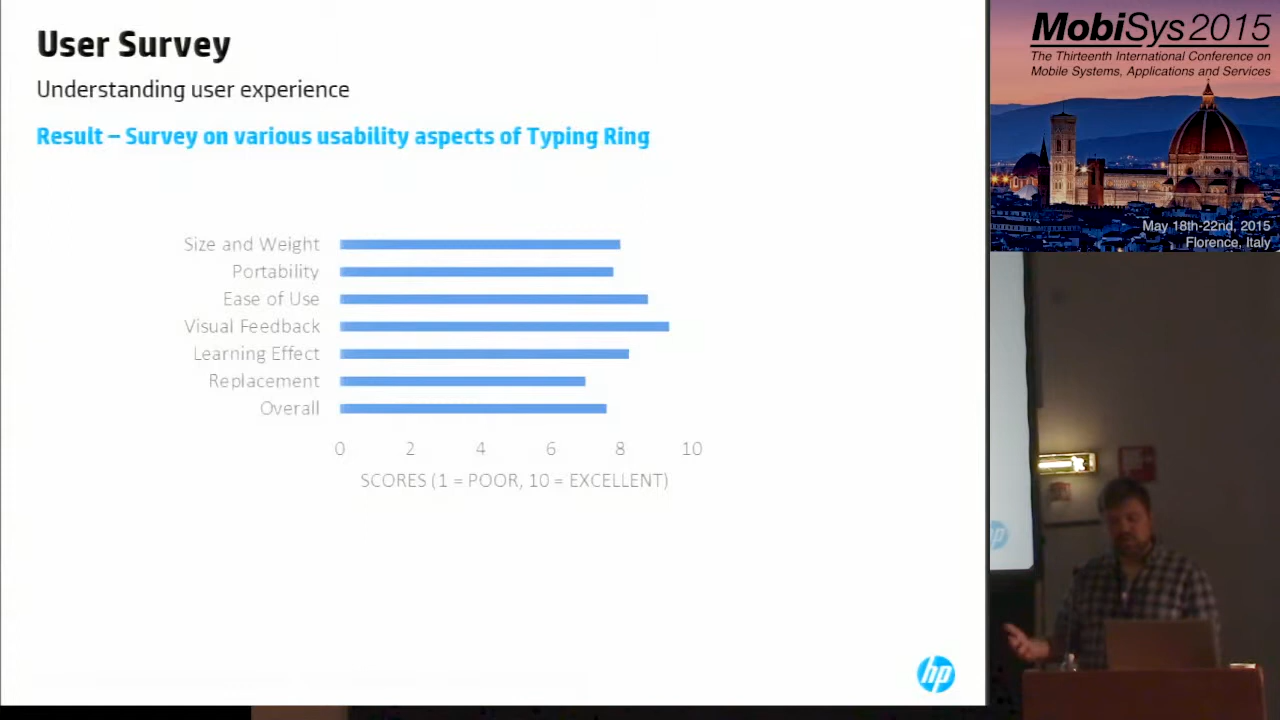 User Survey
Understanding user experience
Result – Survey on various usability aspects of Typing Ring
Size and Weight
Portability
Ease of Use
Visual Feedback
Learning Effect
Replacement
Overall
0 2 4 6 8 10
SCORES (1 = POOR, 10 = EXCELLENT)
hp
MobiSys2015
The Thirteenth International Conference on
Mobile Systems, Applications and Services
May 18th-22nd, 2015
Florence, Italy
hp